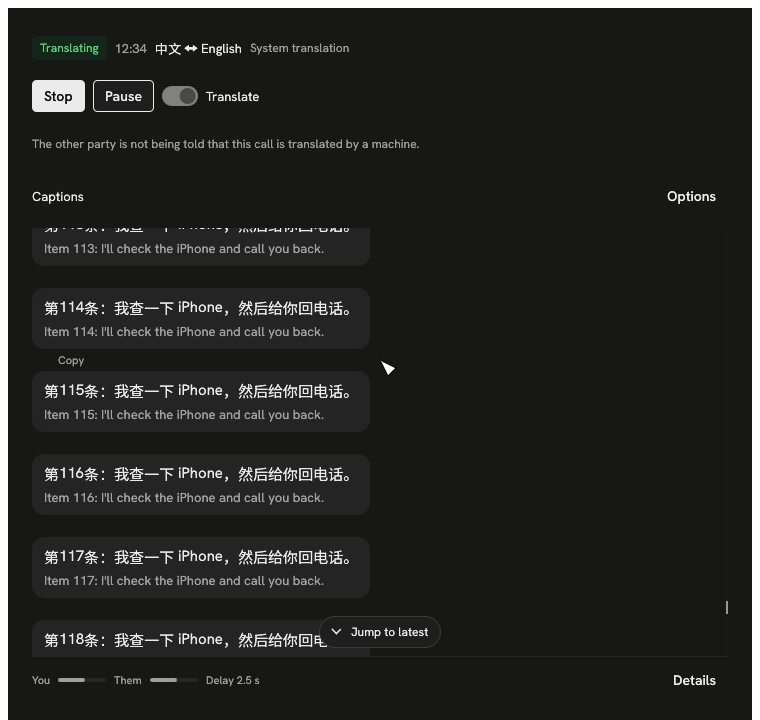 Translating 12:34 中文 ⬌ English System translation
Stop Pause Translate
The other party is not being told that this call is translated by a machine.
Captions Options
Item 113: I'll check the iPhone and call you back.
第114条：我查一下 iPhone，然后给你回电话。
Item 114: I'll check the iPhone and call you back.
Copy
第115条：我查一下 iPhone，然后给你回电话。
Item 115: I'll check the iPhone and call you back.
第116条：我查一下 iPhone，然后给你回电话。
Item 116: I'll check the iPhone and call you back.
第117条：我查一下 iPhone，然后给你回电话。
Item 117: I'll check the iPhone and call you back.
第118条：我查一下 iPhone，然后给你回电
Jump to latest
You Them Delay 2.5 s Details